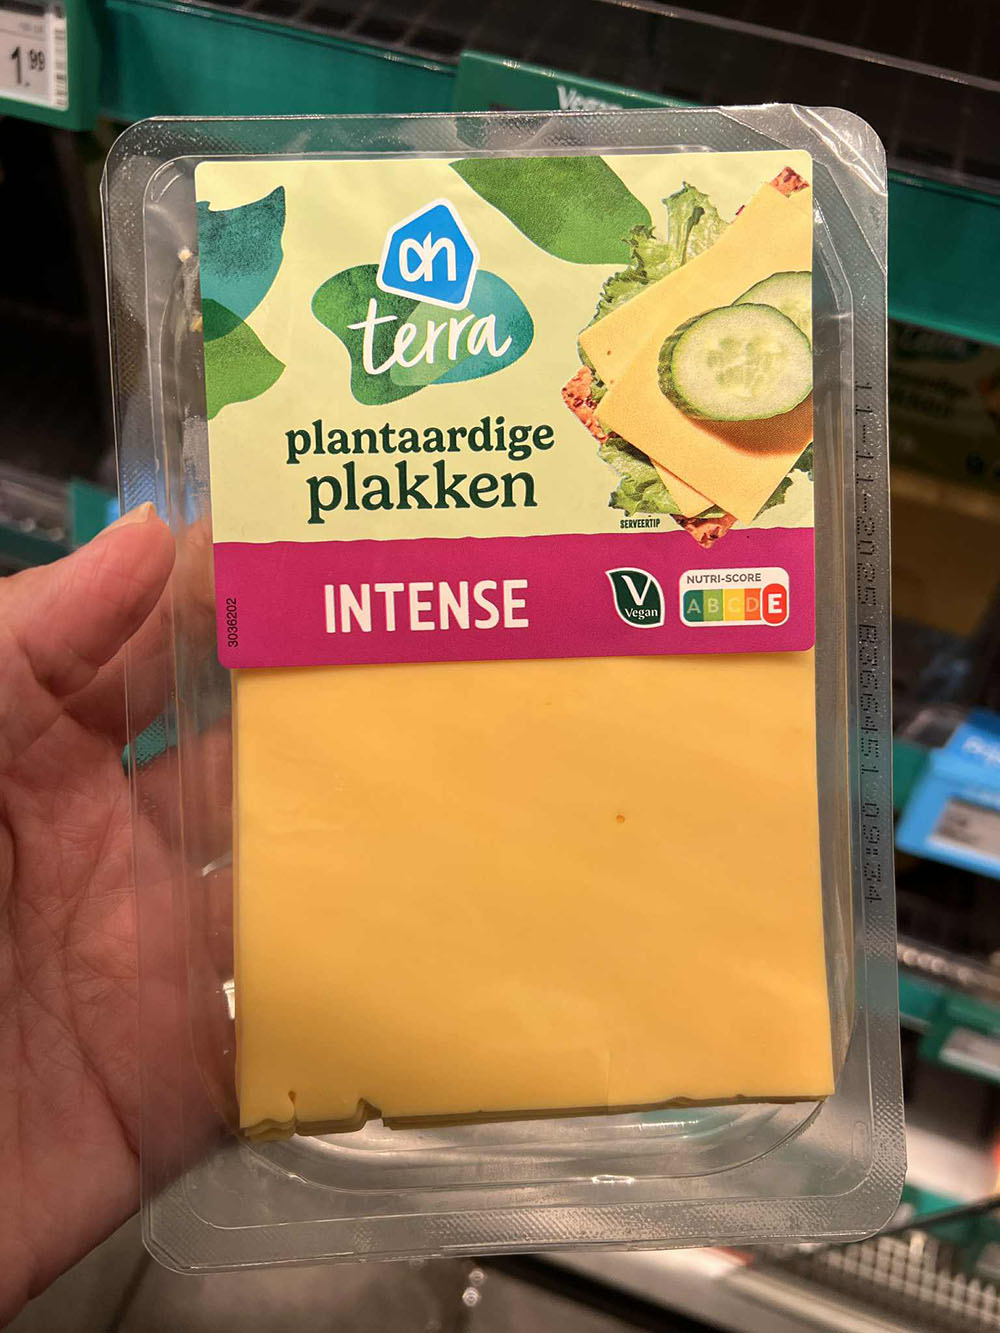 1.99
ah
terra
plantaardige
plakken
SERVEERTIP
INTENSE
V
Vegan
NUTRI-SCORE
A B C D E
3036202